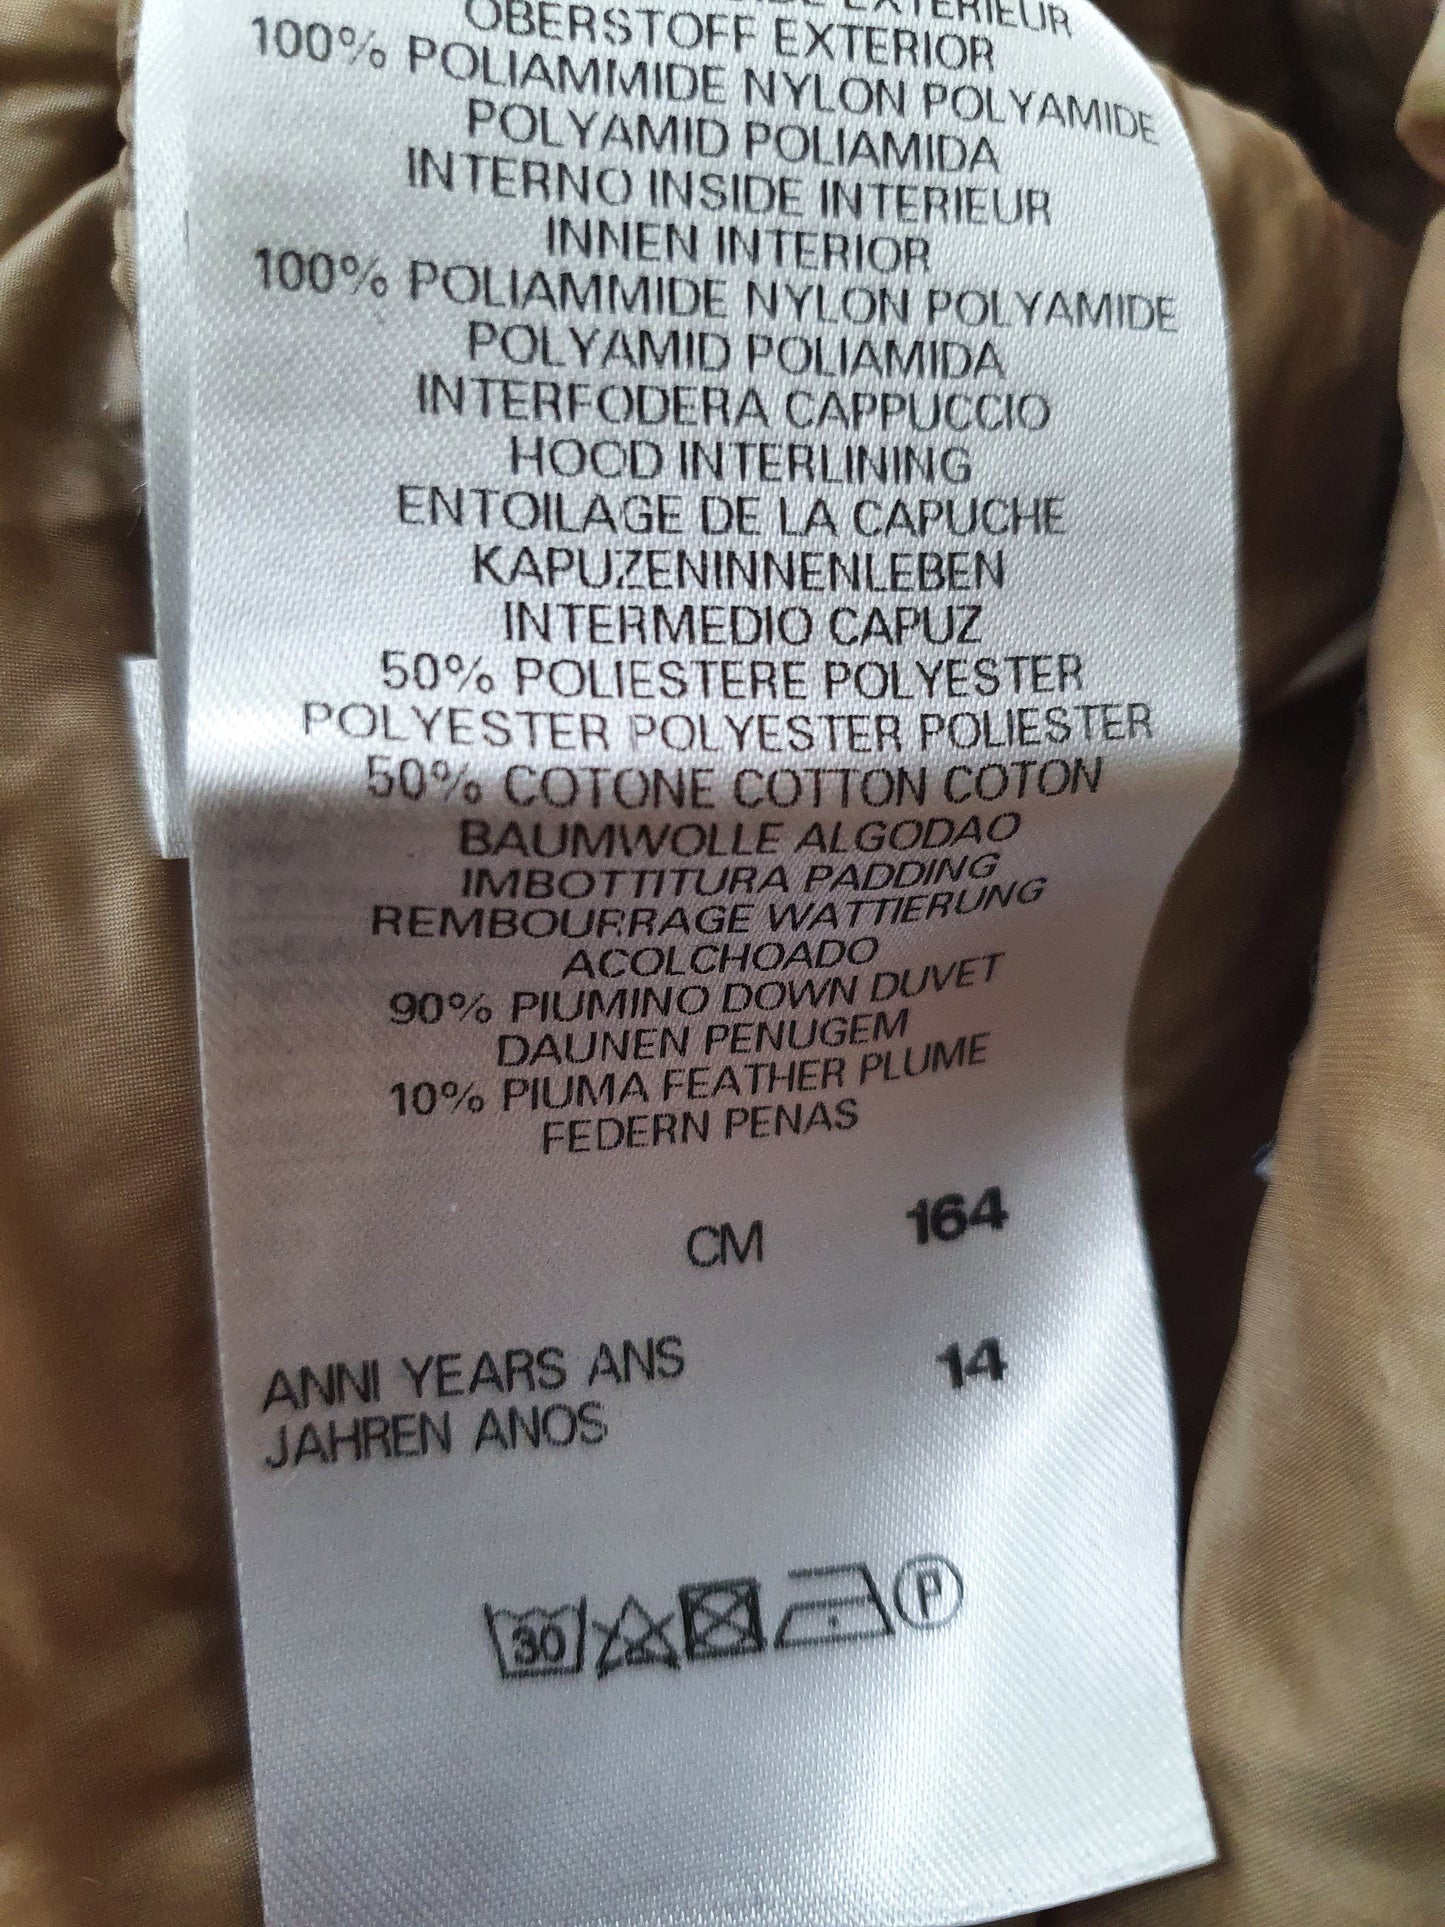 EXTERIEUR
OBERSTOFF EXTERIOR
100% POLIAMMIDE NYLON POLYAMIDE
POLYAMID POLIAMIDA
INTERNO INSIDE INTERIEUR
INNEN INTERIOR
100% POLIAMMIDE NYLON POLYAMIDE
POLYAMID POLIAMIDA
INTERFODERA CAPPUCCIO
HOOD INTERLINING
ENTOILAGE DE LA CAPUCHE
KAPUZENINNENLEBEN
INTERMEDIO CAPUZ
50% POLIESTERE POLYESTER
POLYESTER POLYESTER POLIESTER
50% COTONE COTTON COTON
BAUMWOLLE ALGODAO
IMBOTTITURA PADDING
REMBOURRAGE WATTIERUNG
ACOLCHOADO
90% PIUMINO DOWN DUVET
DAUNEN PENUGEM
10% PIUMA FEATHER PLUME
FEDERN PENAS
CM 164
ANNI YEARS ANS 14
JAHREN ANOS
30 P